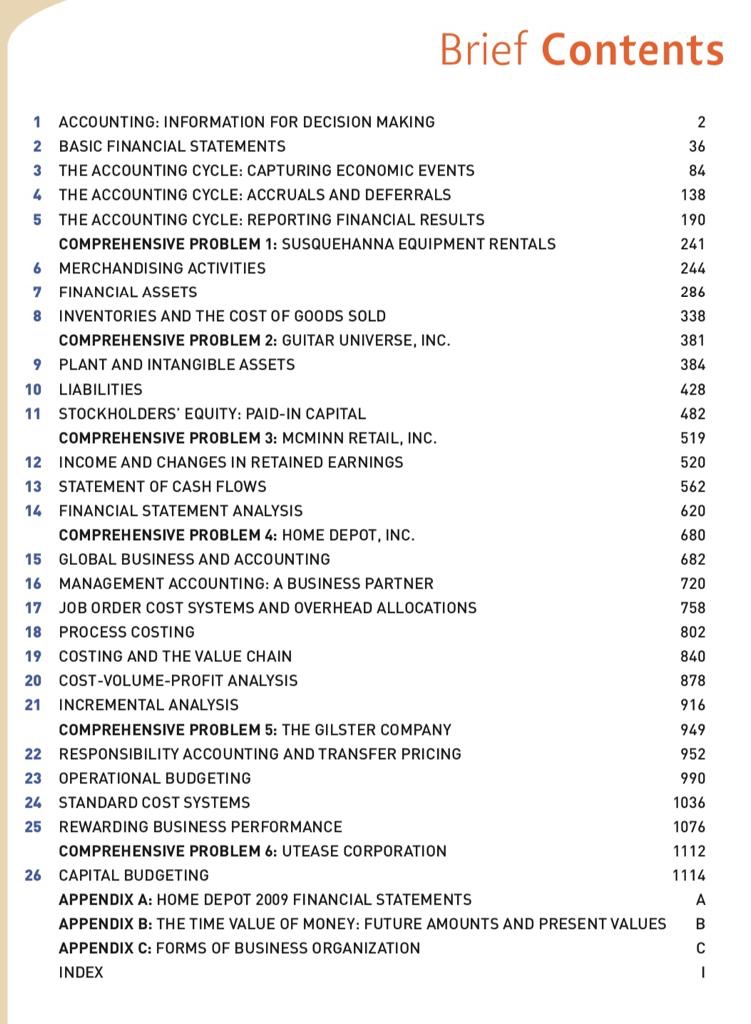 Brief Contents
1 ACCOUNTING: INFORMATION FOR DECISION MAKING 2
2 BASIC FINANCIAL STATEMENTS 36
3 THE ACCOUNTING CYCLE: CAPTURING ECONOMIC EVENTS 84
4 THE ACCOUNTING CYCLE: ACCRUALS AND DEFERRALS 138
5 THE ACCOUNTING CYCLE: REPORTING FINANCIAL RESULTS 190
COMPREHENSIVE PROBLEM 1: SUSQUEHANNA EQUIPMENT RENTALS 241
6 MERCHANDISING ACTIVITIES 244
7 FINANCIAL ASSETS 286
8 INVENTORIES AND THE COST OF GOODS SOLD 338
COMPREHENSIVE PROBLEM 2: GUITAR UNIVERSE, INC. 381
9 PLANT AND INTANGIBLE ASSETS 384
10 LIABILITIES 428
11 STOCKHOLDERS' EQUITY: PAID-IN CAPITAL 482
COMPREHENSIVE PROBLEM 3: MCMINN RETAIL, INC. 519
12 INCOME AND CHANGES IN RETAINED EARNINGS 520
13 STATEMENT OF CASH FLOWS 562
14 FINANCIAL STATEMENT ANALYSIS 620
COMPREHENSIVE PROBLEM 4: HOME DEPOT, INC. 680
15 GLOBAL BUSINESS AND ACCOUNTING 682
16 MANAGEMENT ACCOUNTING: A BUSINESS PARTNER 720
17 JOB ORDER COST SYSTEMS AND OVERHEAD ALLOCATIONS 758
18 PROCESS COSTING 802
19 COSTING AND THE VALUE CHAIN 840
20 COST-VOLUME-PROFIT ANALYSIS 878
21 INCREMENTAL ANALYSIS 916
COMPREHENSIVE PROBLEM 5: THE GILSTER COMPANY 949
22 RESPONSIBILITY ACCOUNTING AND TRANSFER PRICING 952
23 OPERATIONAL BUDGETING 990
24 STANDARD COST SYSTEMS 1036
25 REWARDING BUSINESS PERFORMANCE 1076
COMPREHENSIVE PROBLEM 6: UTEASE CORPORATION 1112
26 CAPITAL BUDGETING 1114
APPENDIX A: HOME DEPOT 2009 FINANCIAL STATEMENTS A
APPENDIX B: THE TIME VALUE OF MONEY: FUTURE AMOUNTS AND PRESENT VALUES B
APPENDIX C: FORMS OF BUSINESS ORGANIZATION C
INDEX I